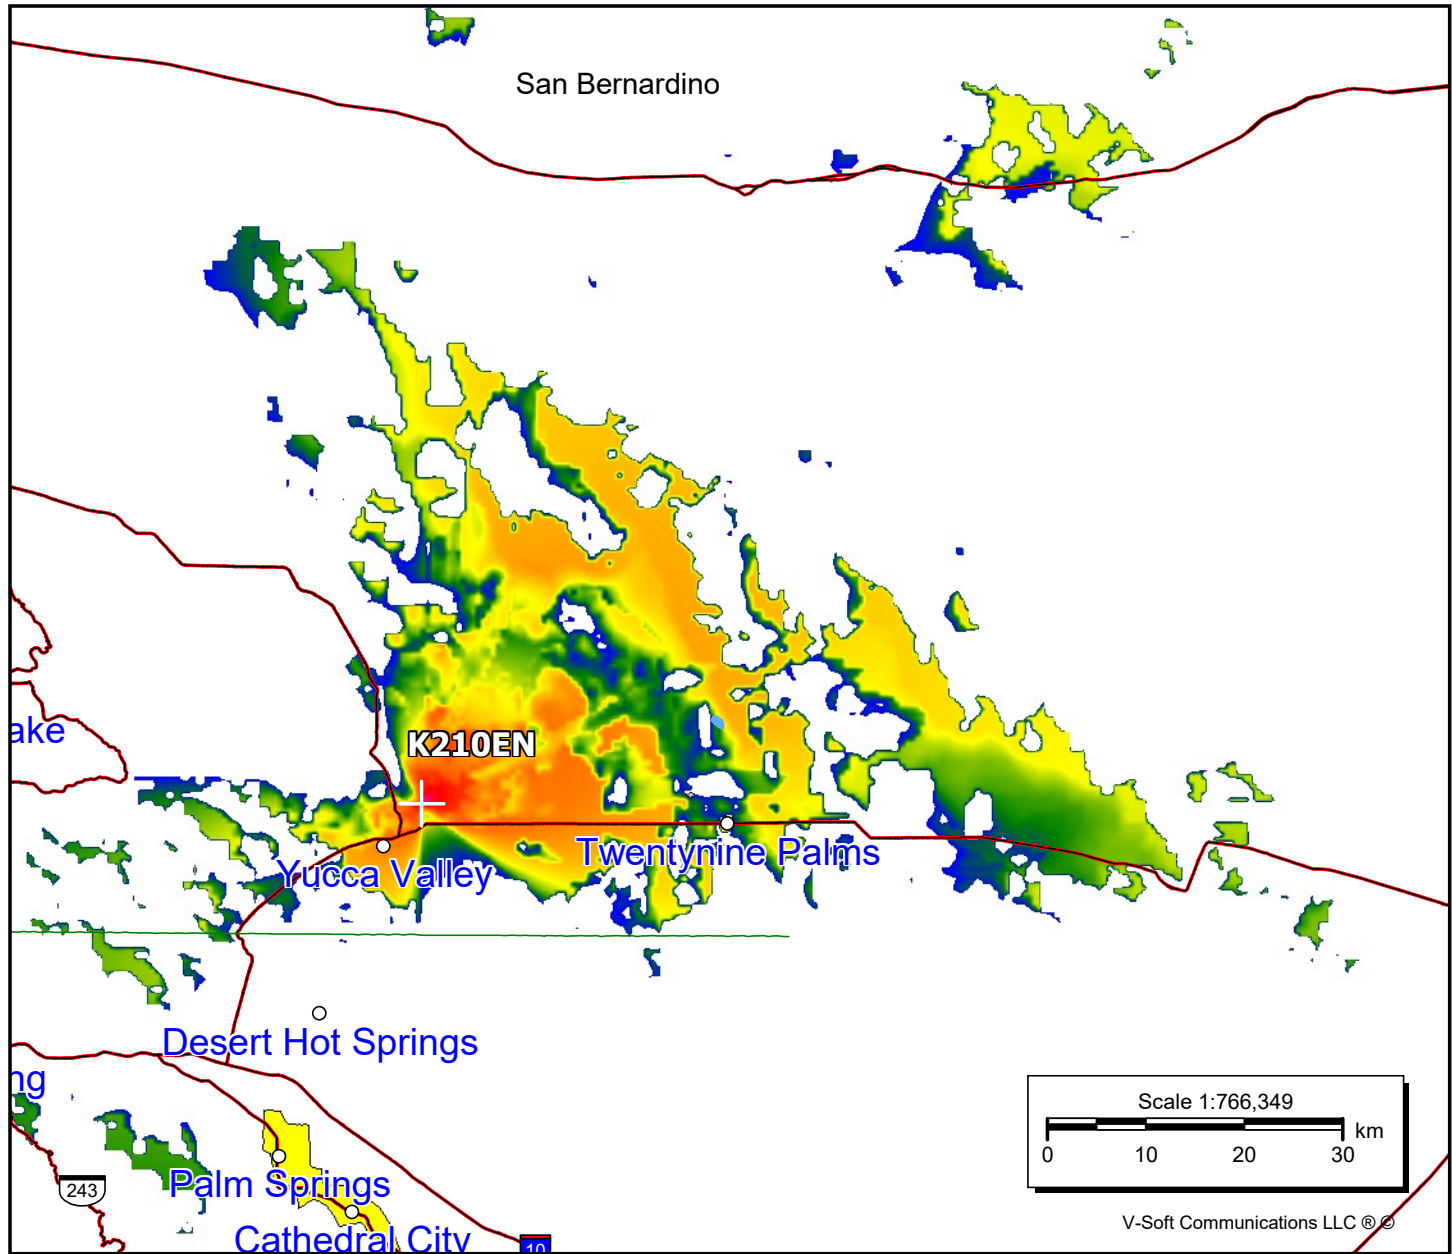 San Bernardino
K210EN
ake
Twentynine Palms
Yucca Valley
Desert Hot Springs
ng
Scale 1:766,349
km
0 10 20 30
243
Palm Springs
Cathedral City
10
V-Soft Communications LLC ® ©